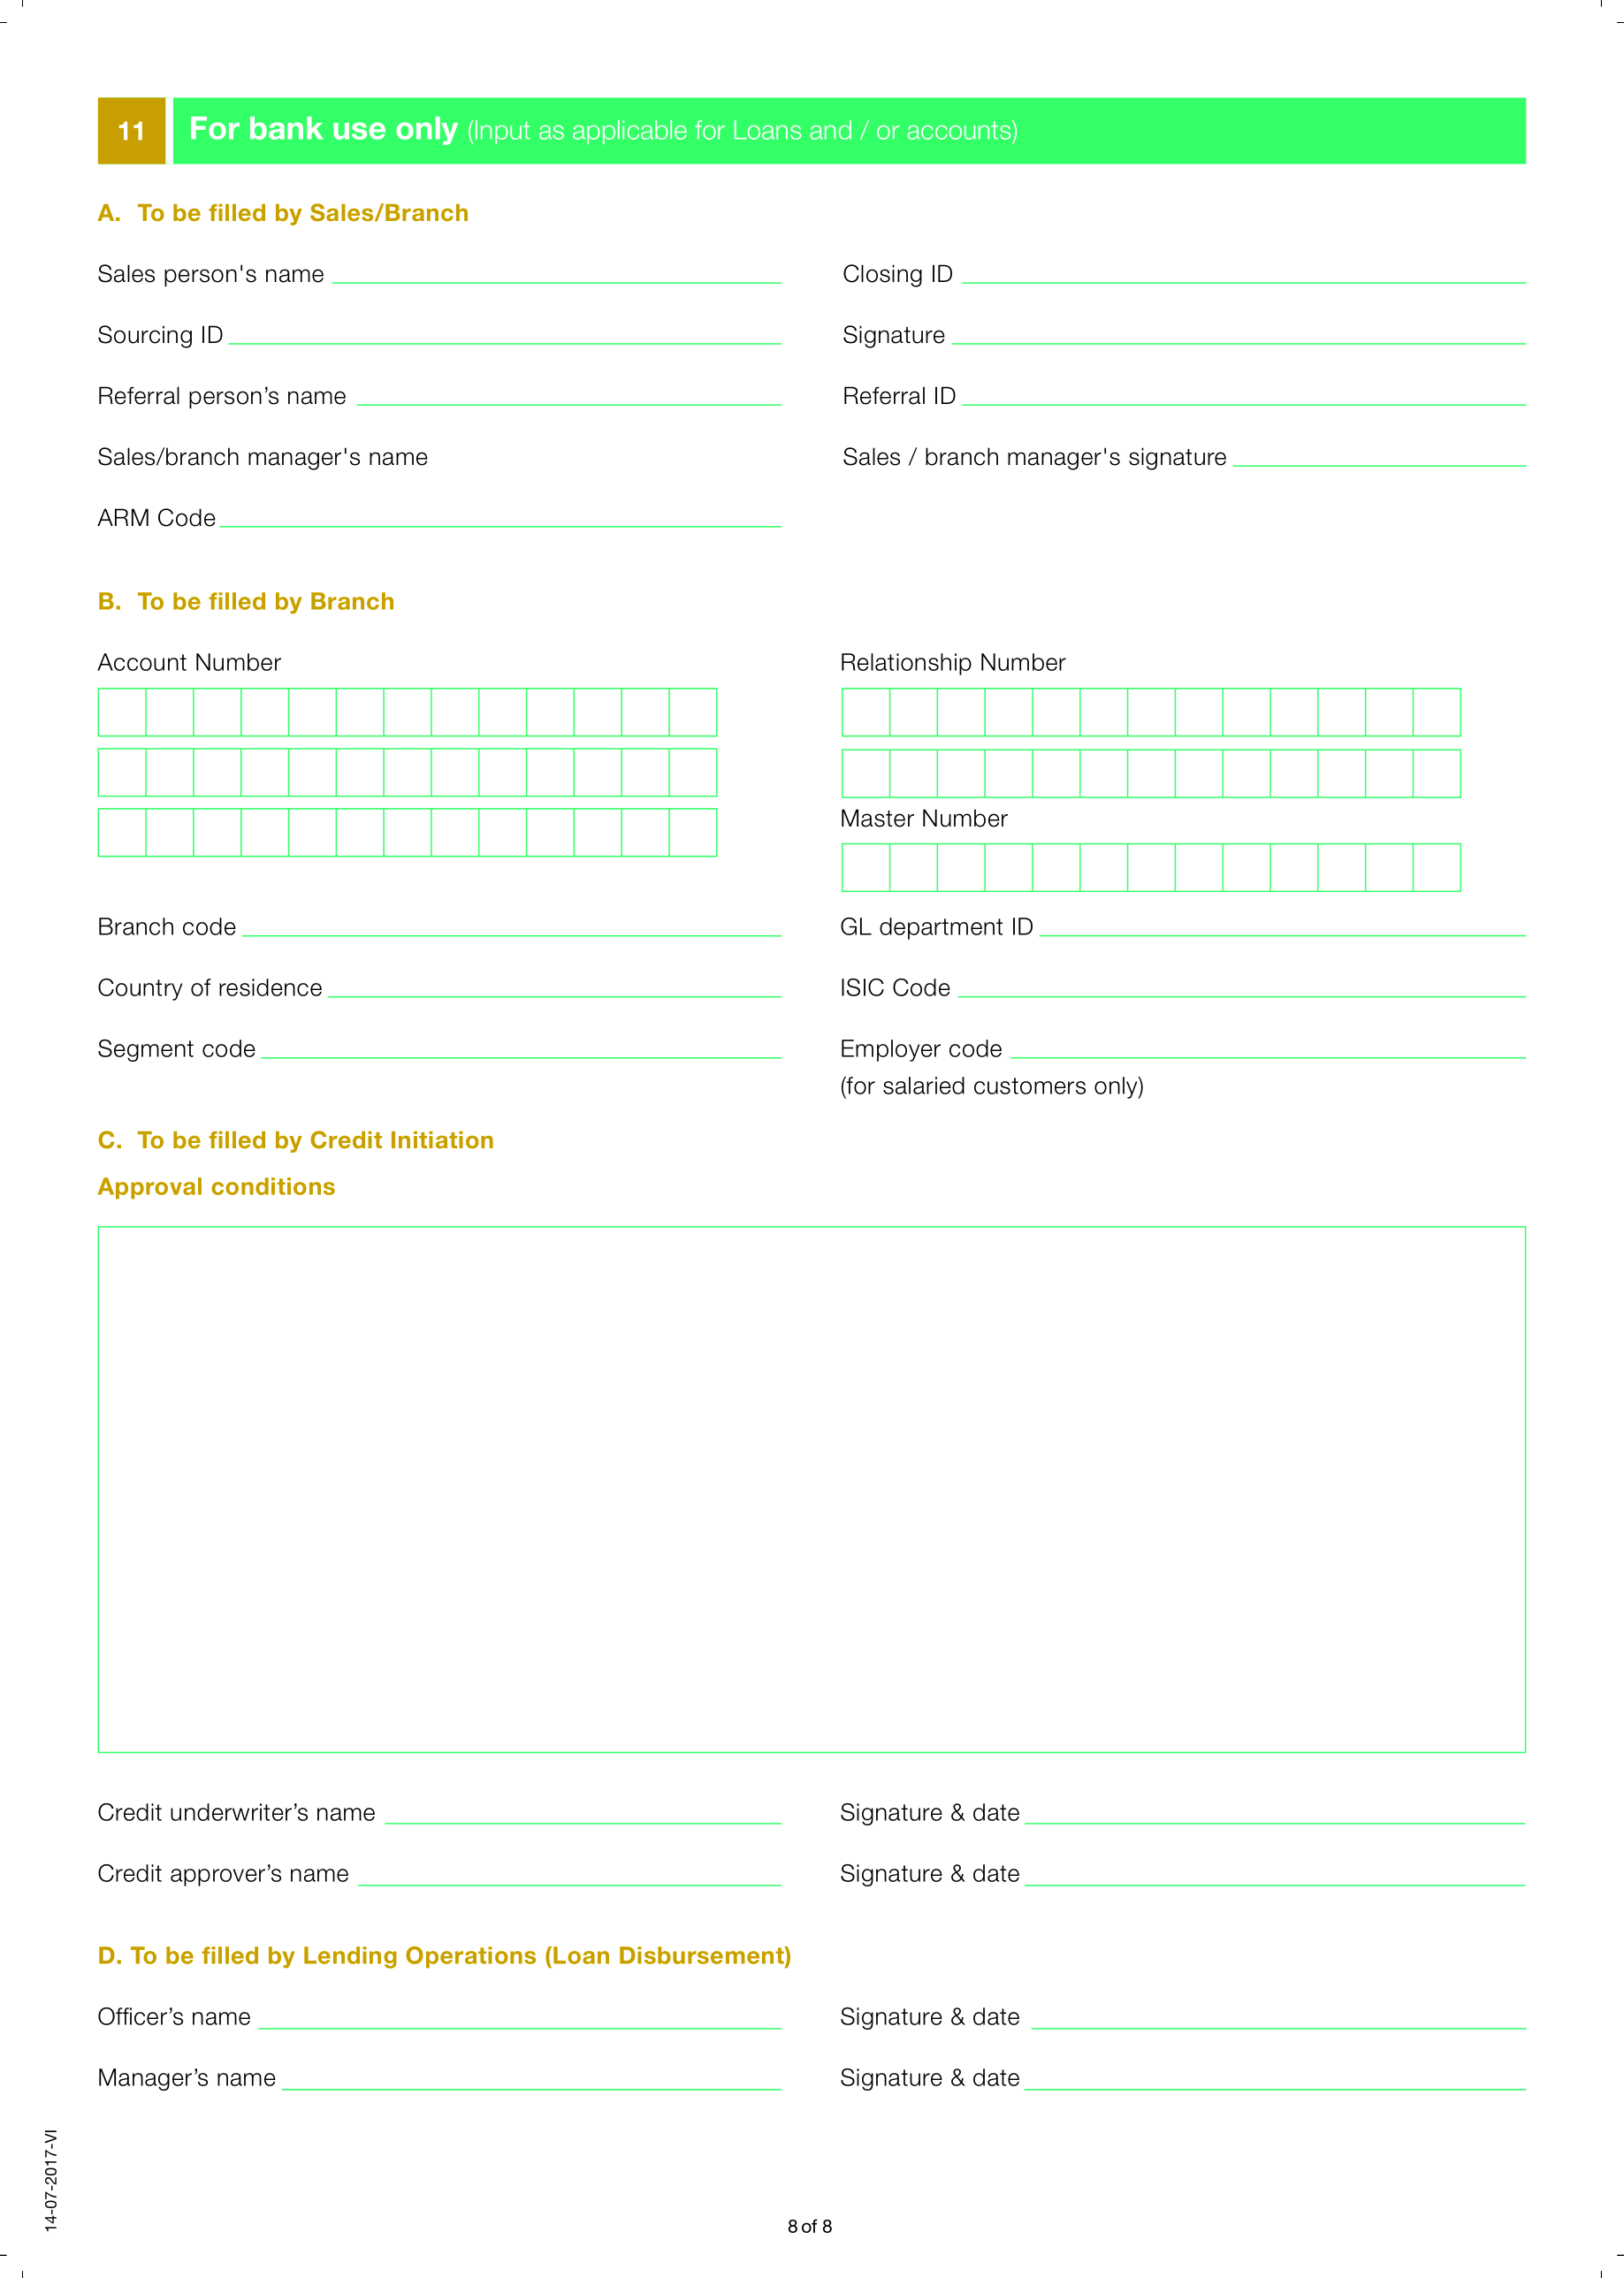 11 For bank use only (Input as applicable for Loans and / or accounts)
A. To be filled by Sales/Branch
Sales person's name Closing ID
Sourcing ID Signature
Referral person’s name Referral ID
Sales/branch manager's name Sales / branch manager's signature
ARM Code
B. To be filled by Branch
Account Number Relationship Number
Master Number
Branch code GL department ID
Country of residence ISIC Code
Segment code Employer code
(for salaried customers only)
C. To be filled by Credit Initiation
Approval conditions
Credit underwriter’s name Signature & date
Credit approver’s name Signature & date
D. To be filled by Lending Operations (Loan Disbursement)
Officer’s name Signature & date
Manager’s name Signature & date
14-07-2017-VI
8 of 8